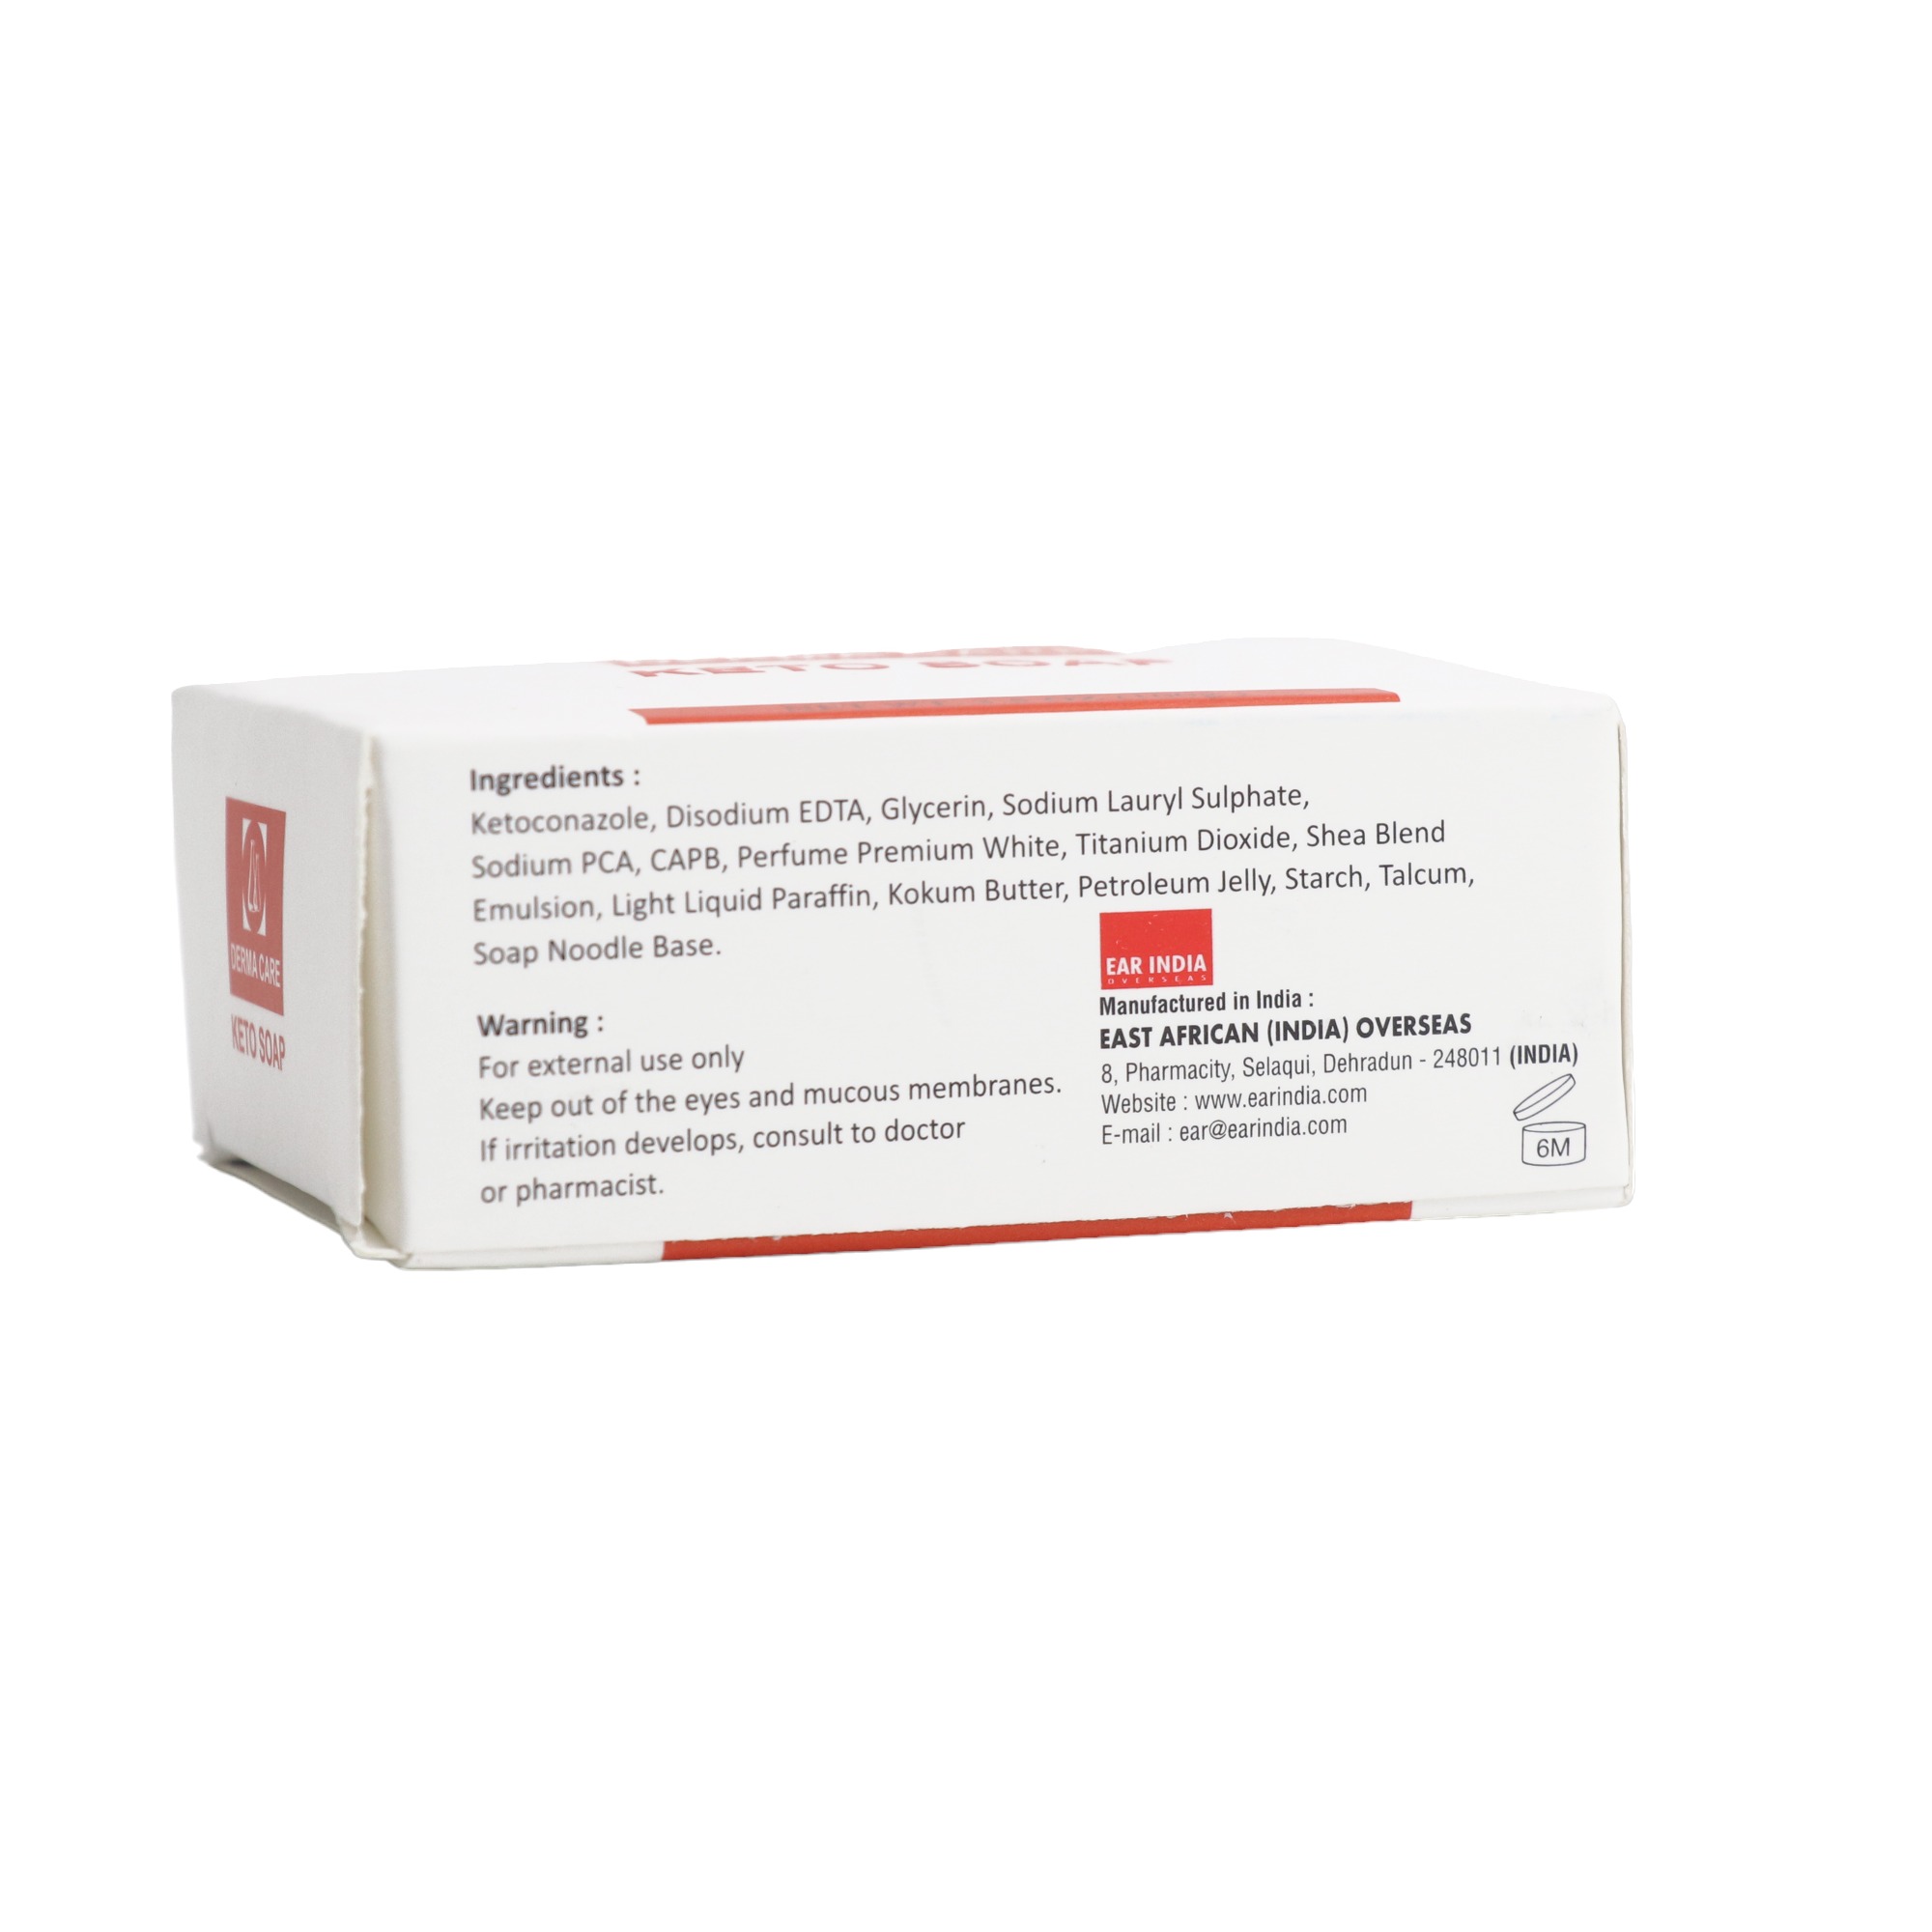 KETO SOAP
DERMA CARE
KETO SOAP
Ingredients :
Ketoconazole, Disodium EDTA, Glycerin, Sodium Lauryl Sulphate,
Sodium PCA, CAPB, Perfume Premium White, Titanium Dioxide, Shea Blend
Emulsion, Light Liquid Paraffin, Kokum Butter, Petroleum Jelly, Starch, Talcum,
Soap Noodle Base.
Warning :
For external use only
Keep out of the eyes and mucous membranes.
If irritation develops, consult to doctor
or pharmacist.
EAR INDIA
OVERSEAS
Manufactured in India :
EAST AFRICAN (INDIA) OVERSEAS
8, Pharmacity, Selaqui, Dehradun - 248011 (INDIA)
Website : www.earindia.com
E-mail : ear@earindia.com
6M